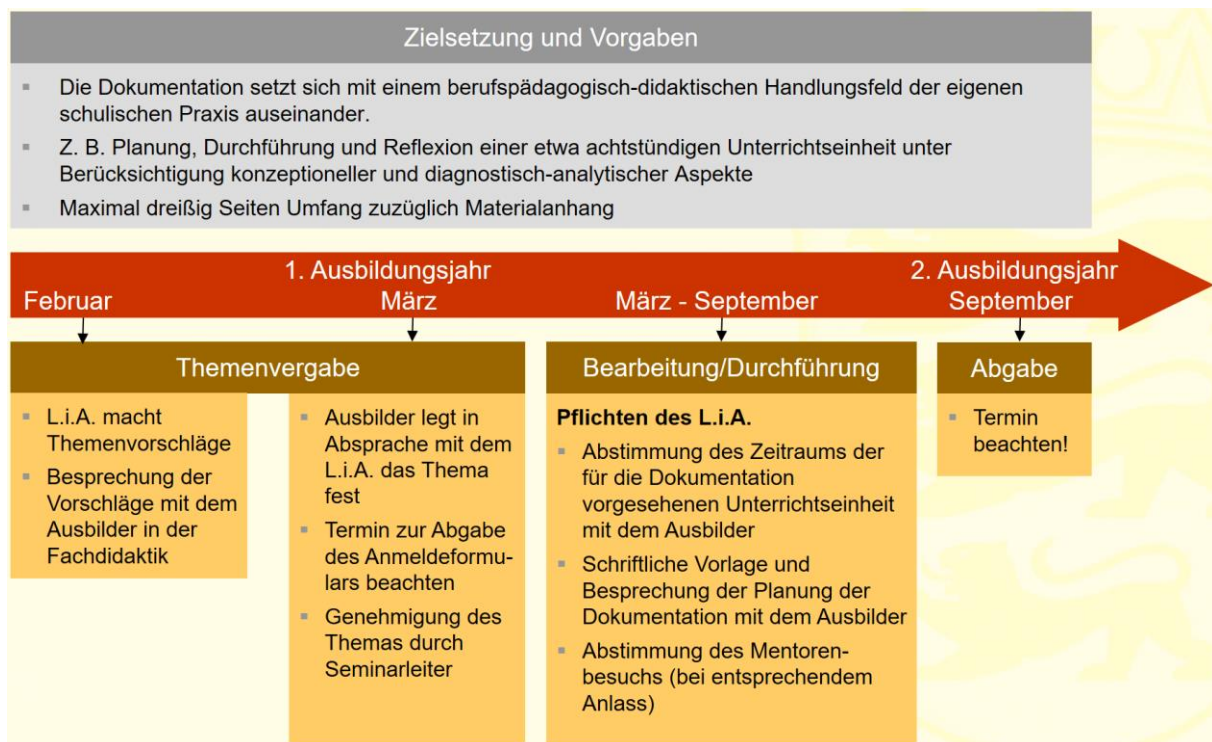 Zielsetzung und Vorgaben
Die Dokumentation setzt sich mit einem berufspädagogisch-didaktischen Handlungsfeld der eigenen
schulischen Praxis auseinander.
Z. B. Planung, Durchführung und Reflexion einer etwa achtstündigen Unterrichtseinheit unter
Berücksichtigung konzeptioneller und diagnostisch-analytischer Aspekte
Maximal dreißig Seiten Umfang zuzüglich Materialanhang
1. Ausbildungsjahr
2. Ausbildungsjahr
Februar
März
März - September
September
Themenvergabe
L.i.A. macht
Themenvorschläge
Besprechung der
Vorschläge mit dem
Ausbilder in der
Fachdidaktik
Ausbilder legt in
Absprache mit dem
L.i.A. das Thema
fest
Termin zur Abgabe
des Anmeldeformu-
lars beachten
Genehmigung des
Themas durch
Seminarleiter
Bearbeitung/Durchführung
Pflichten des L.i.A.
Abstimmung des Zeitraums der
für die Dokumentation
vorgesehenen Unterrichtseinheit
mit dem Ausbilder
Schriftliche Vorlage und
Besprechung der Planung der
Dokumentation mit dem Ausbilder
Abstimmung des Mentoren-
besuchs (bei entsprechendem
Anlass)
Abgabe
Termin
beachten!